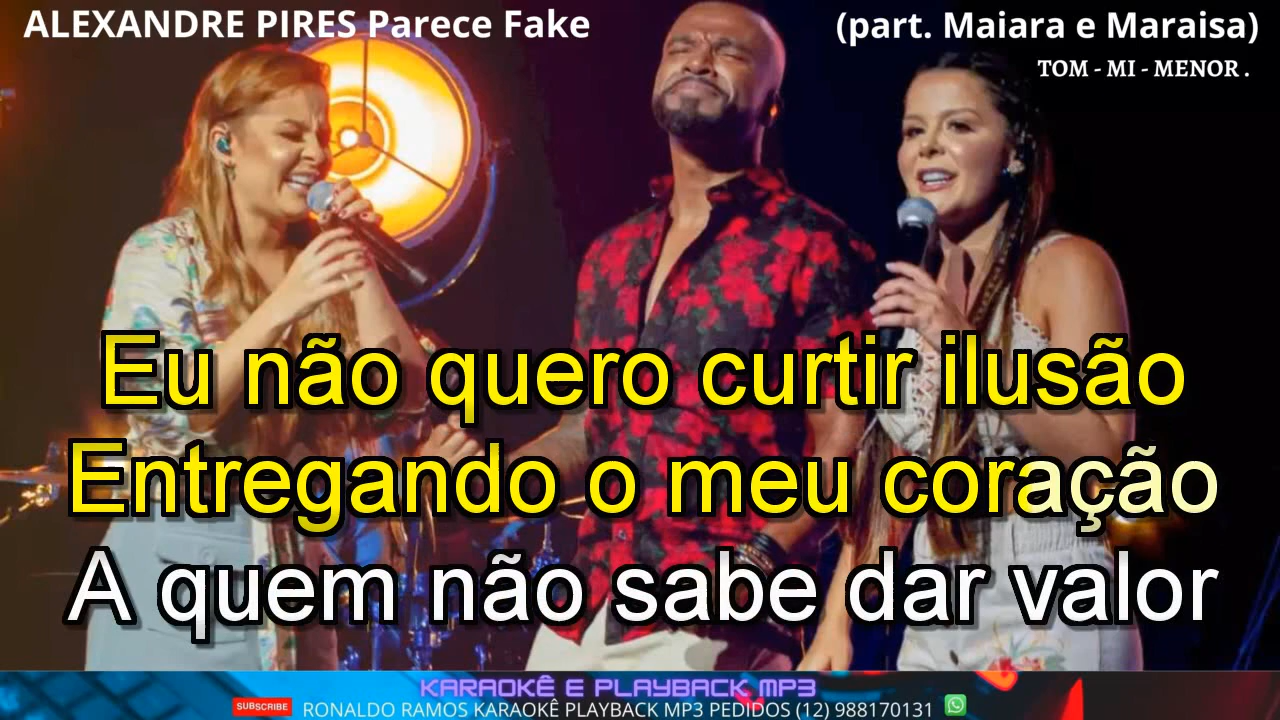 ALEXANDRE PIRES Parece Fake (part. Maiara e Maraisa)
TOM - MI - MENOR .
Eu não quero curtir ilusão
Entregando o meu coração
A quem não sabe dar valor
KARAOKÊ E PLAYBACK MP3
SUBSCRIBE RONALDO RAMOS KARAOKÊ PLAYBACK MP3 PEDIDOS (12) 988170131